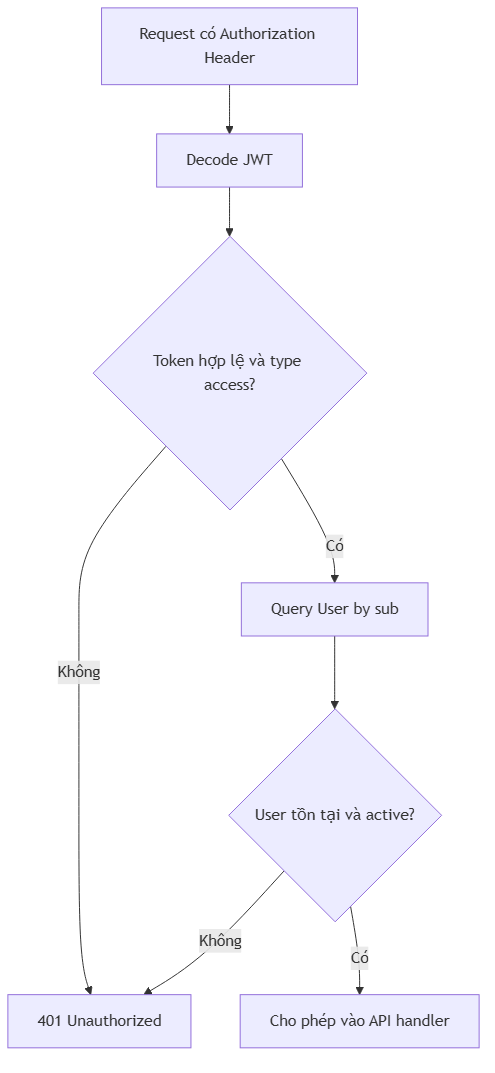 Request có Authorization
Header
Decode JWT
Token hợp lệ và type
access?
Có
Query User by sub
Không
User tồn tại và active?
Không
Có
401 Unauthorized
Cho phép vào API handler